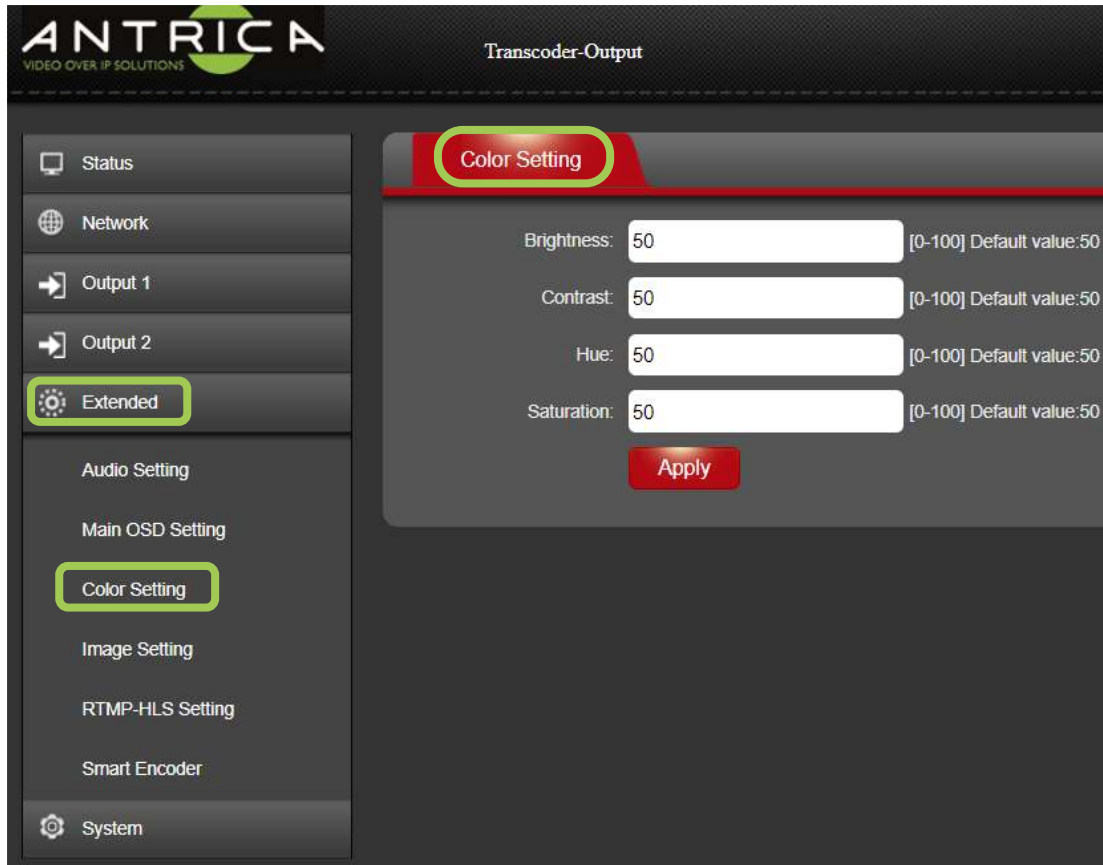 ANTRICA
VIDEO OVER IP SOLUTIONS
Transcoder-Output
Status
Network
Output 1
Output 2
Extended
Audio Setting
Main OSD Setting
Color Setting
Image Setting
RTMP-HLS Setting
Smart Encoder
System
Color Setting
Brightness: 50 [0-100] Default value:50
Contrast: 50 [0-100] Default value:50
Hue: 50 [0-100] Default value:50
Saturation: 50 [0-100] Default value:50
Apply